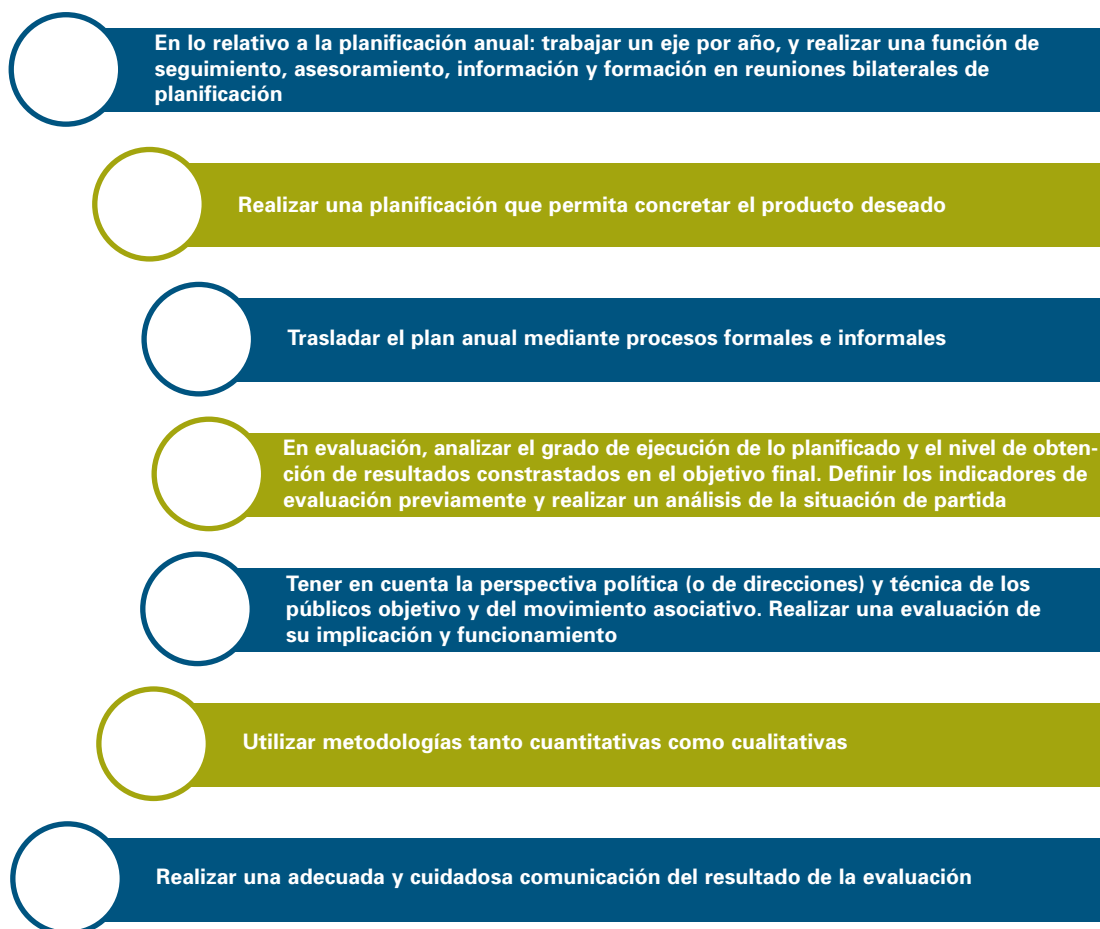 En lo relativo a la planificación anual: trabajar un eje por año, y realizar una función de
seguimiento, asesoramiento, información y formación en reuniones bilaterales de
planificación
Realizar una planificación que permita concretar el producto deseado
Trasladar el plan anual mediante procesos formales e informales
En evaluación, analizar el grado de ejecución de lo planificado y el nivel de obten-
ción de resultados constrastados en el objetivo final. Definir los indicadores de
evaluación previamente y realizar un análisis de la situación de partida
Tener en cuenta la perspectiva política (o de direcciones) y técnica de los
públicos objetivo y del movimiento asociativo. Realizar una evaluación de
su implicación y funcionamiento
Utilizar metodologías tanto cuantitativas como cualitativas
Realizar una adecuada y cuidadosa comunicación del resultado de la evaluación